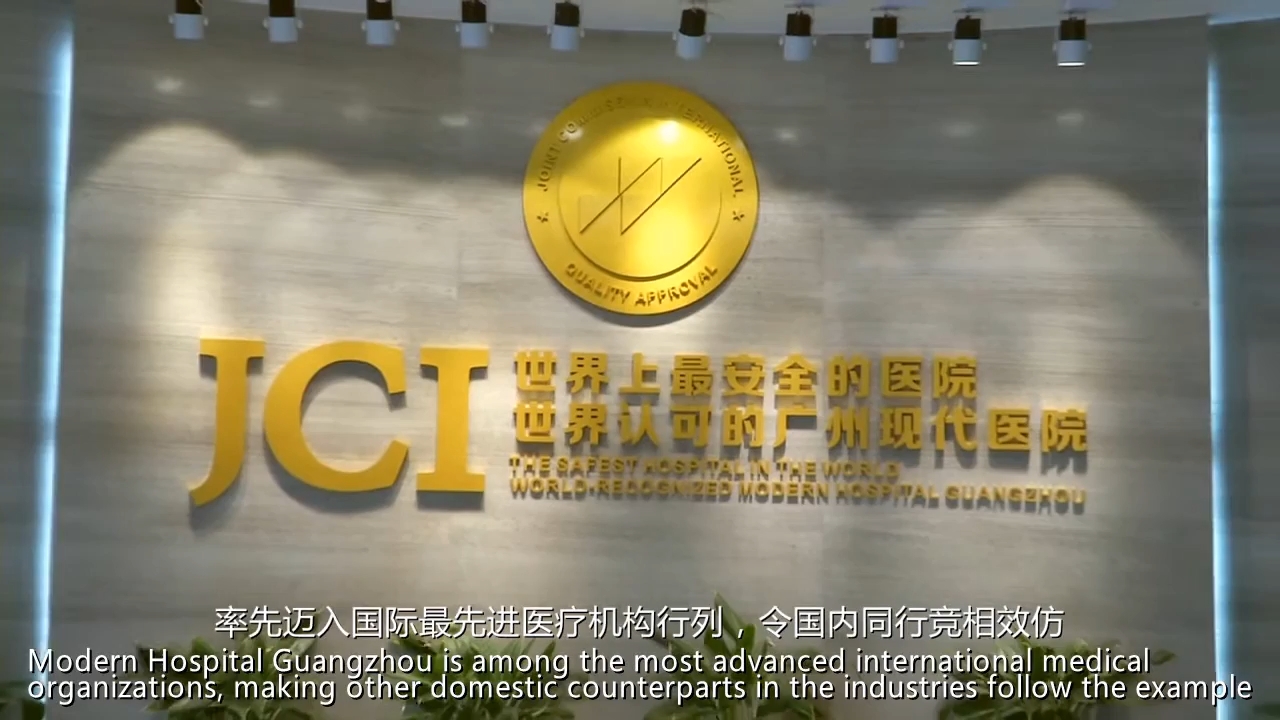 JOINT COMMISSION INTERNATIONAL
QUALITY APPROVAL
JCI
世界上最安全的医院
世界认可的广州现代医院
THE SAFEST HOSPITAL IN THE WORLD
WORLD-RECOGNIZED MODERN HOSPITAL GUANGZHOU
率先迈入国际最先进医疗机构行列，令国内同行竞相效仿
Modern Hospital Guangzhou is among the most advanced international medical
organizations, making other domestic counterparts in the industries follow the example